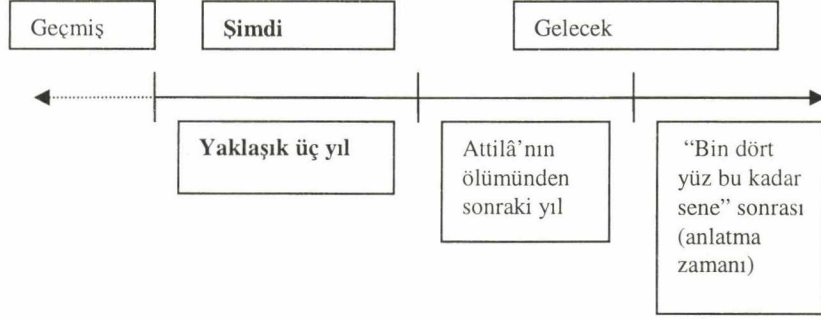 Geçmiş
Şimdi
Gelecek
Yaklaşık üç yıl
Attilâ’nın
ölümünden
sonraki yıl
“Bin dört
yüz bu kadar
sene” sonrası
(anlatma
zamanı)